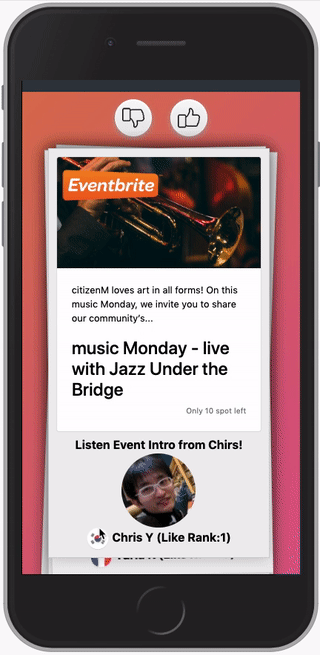 Eventbrite
citizenM loves art in all forms! On this
music Monday, we invite you to share
our community's...
music Monday - live
with Jazz Under the
Bridge
Only 10 spot left
Listen Event Intro from Chirs!
Chris Y (Like Rank:1)